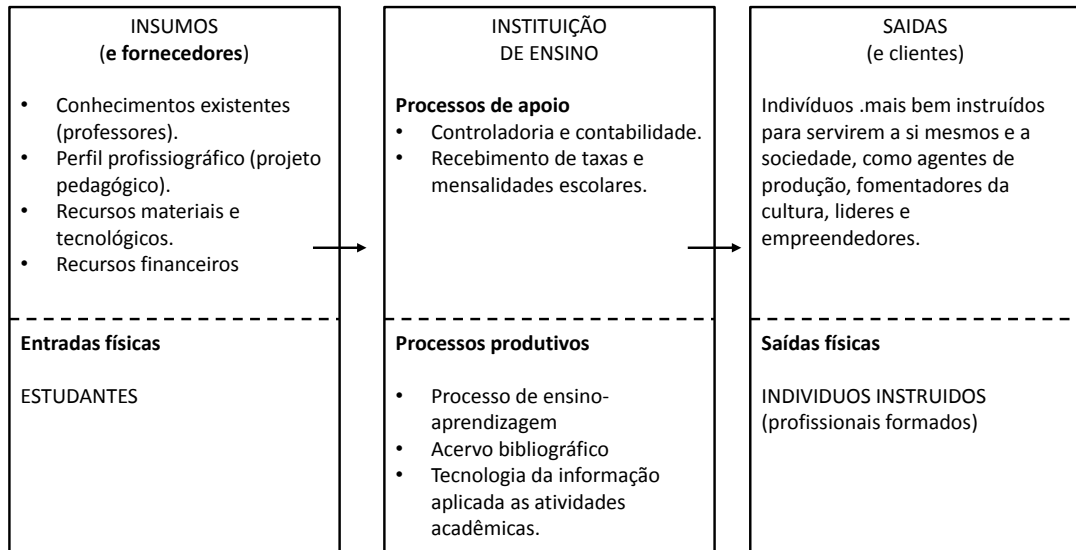 INSUMOS
(e fornecedores)
• Conhecimentos existentes
(professores).
• Perfil profissiográfico (projeto
pedagógico).
• Recursos materiais e
tecnológicos.
• Recursos financeiros
Entradas físicas
ESTUDANTES
INSTITUIÇÃO
DE ENSINO
Processos de apoio
• Controladoria e contabilidade.
• Recebimento de taxas e
mensalidades escolares.
Processos produtivos
• Processo de ensino-
aprendizagem
• Acervo bibliográfico
• Tecnologia da informação
aplicada as atividades
acadêmicas.
SAIDAS
(e clientes)
Indivíduos .mais bem instruídos
para servirem a si mesmos e a
sociedade, como agentes de
produção, fomentadores da
cultura, lideres e
empreendedores.
Saídas físicas
INDIVIDUOS INSTRUIDOS
(profissionais formados)